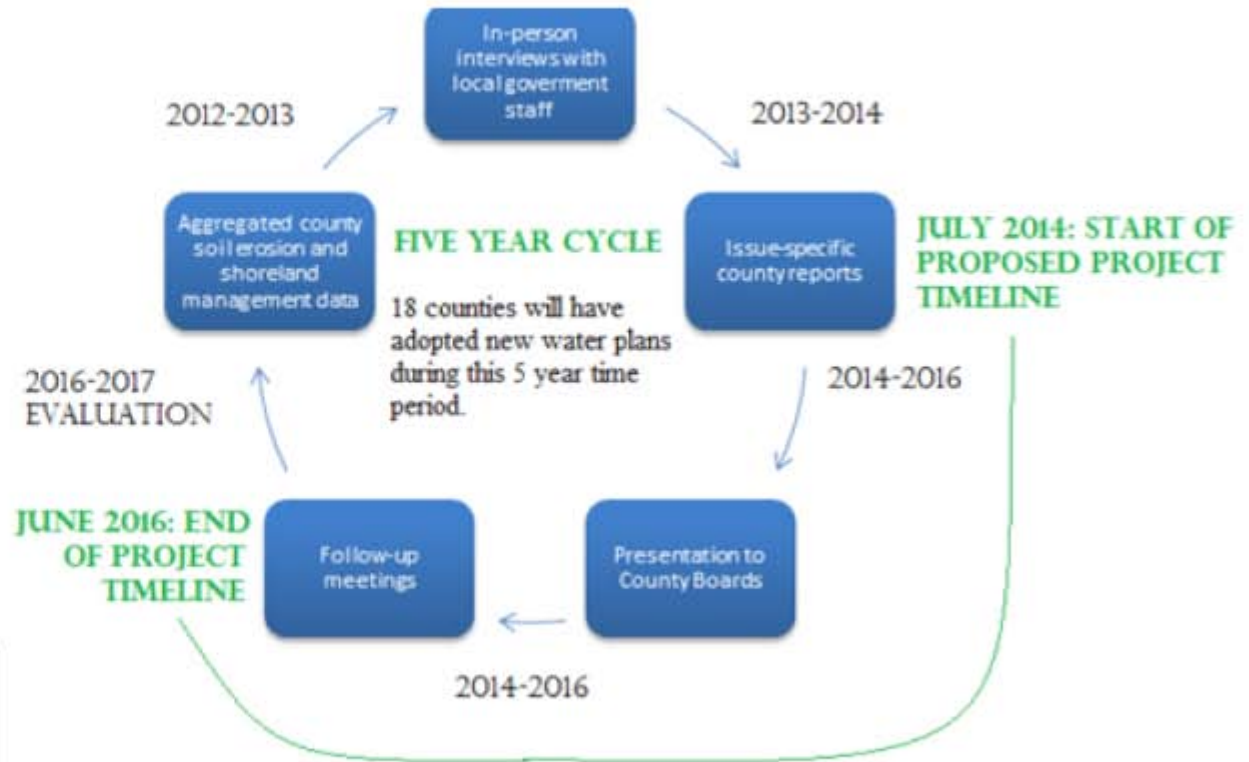 In-person
interviews with
local goverment
staff
2012-2013
2013-2014
Aggregated county
soil erosion and
shoreland
management data
FIVE YEAR CYCLE
18 counties will have
adopted new water plans
during this 5 year time
period.
Issue-specific
county reports
JULY 2014: START OF
PROPOSED PROJECT
TIMELINE
2016-2017
EVALUATION
2014-2016
JUNE 2016: END
OF PROJECT
TIMELINE
Follow-up
meetings
Presentation to
County Boards
2014-2016